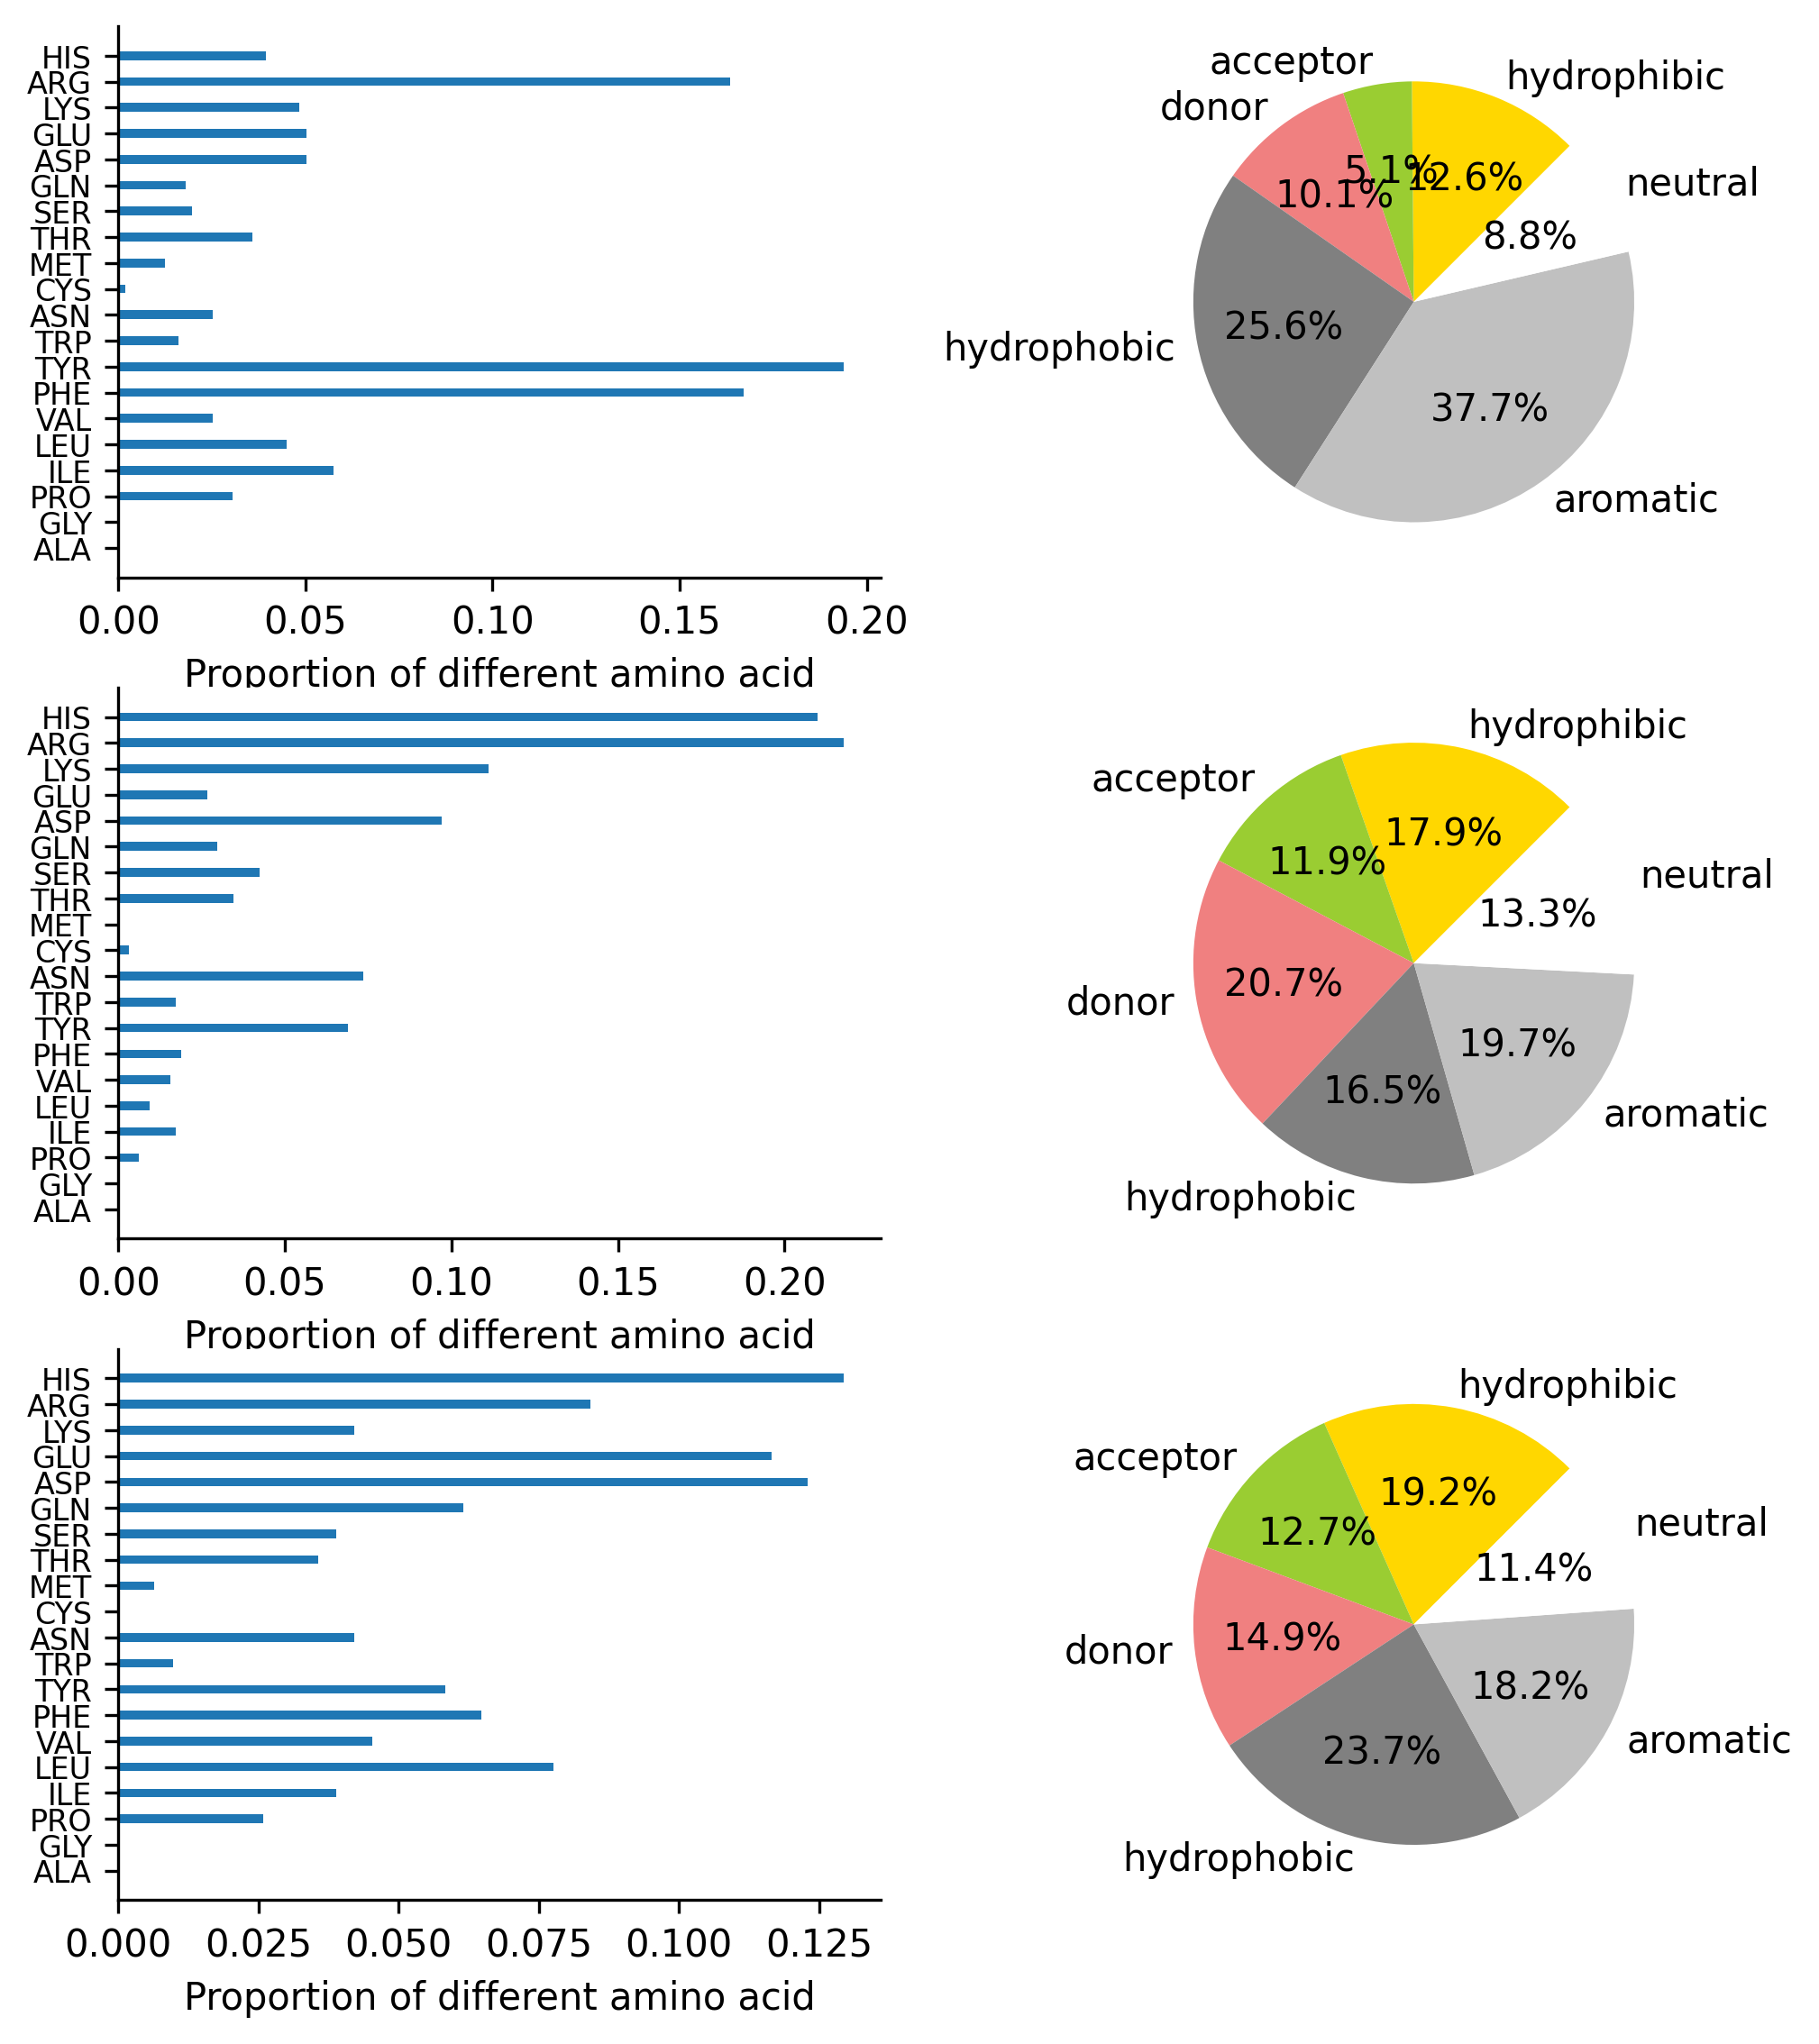 HIS
ARG
LYS
GLU
ASP
GLN
SER
THR
MET
CYS
ASN
TRP
TYR
PHE
VAL
LEU
ILE
PRO
GLY
ALA
0.00 0.05 0.10 0.15 0.20
Proportion of different amino acid
acceptor
hydrophibic
donor
neutral
5.1%
12.6%
10.1%
8.8%
hydrophobic
25.6%
37.7%
aromatic
HIS
ARG
LYS
GLU
ASP
GLN
SER
THR
MET
CYS
ASN
TRP
TYR
PHE
VAL
LEU
ILE
PRO
GLY
ALA
0.00 0.05 0.10 0.15 0.20
Proportion of different amino acid
hydrophibic
acceptor
17.9%
11.9%
neutral
13.3%
donor
20.7%
19.7%
16.5%
aromatic
hydrophobic
HIS
ARG
LYS
GLU
ASP
GLN
SER
THR
MET
CYS
ASN
TRP
TYR
PHE
VAL
LEU
ILE
PRO
GLY
ALA
0.000 0.025 0.050 0.075 0.100 0.125
Proportion of different amino acid
hydrophibic
acceptor
19.2%
neutral
12.7%
11.4%
donor
14.9%
18.2%
23.7%
aromatic
hydrophobic